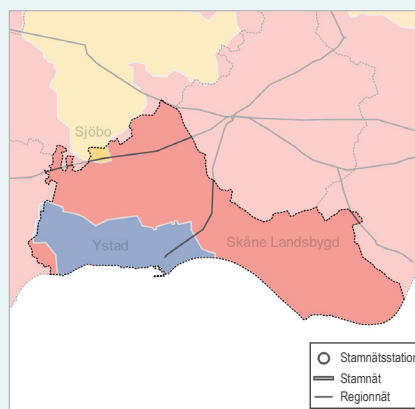 Sjöbo
Ystad
Skåne Landsbygd
Stamnätsstation
Stamnät
Regionnät